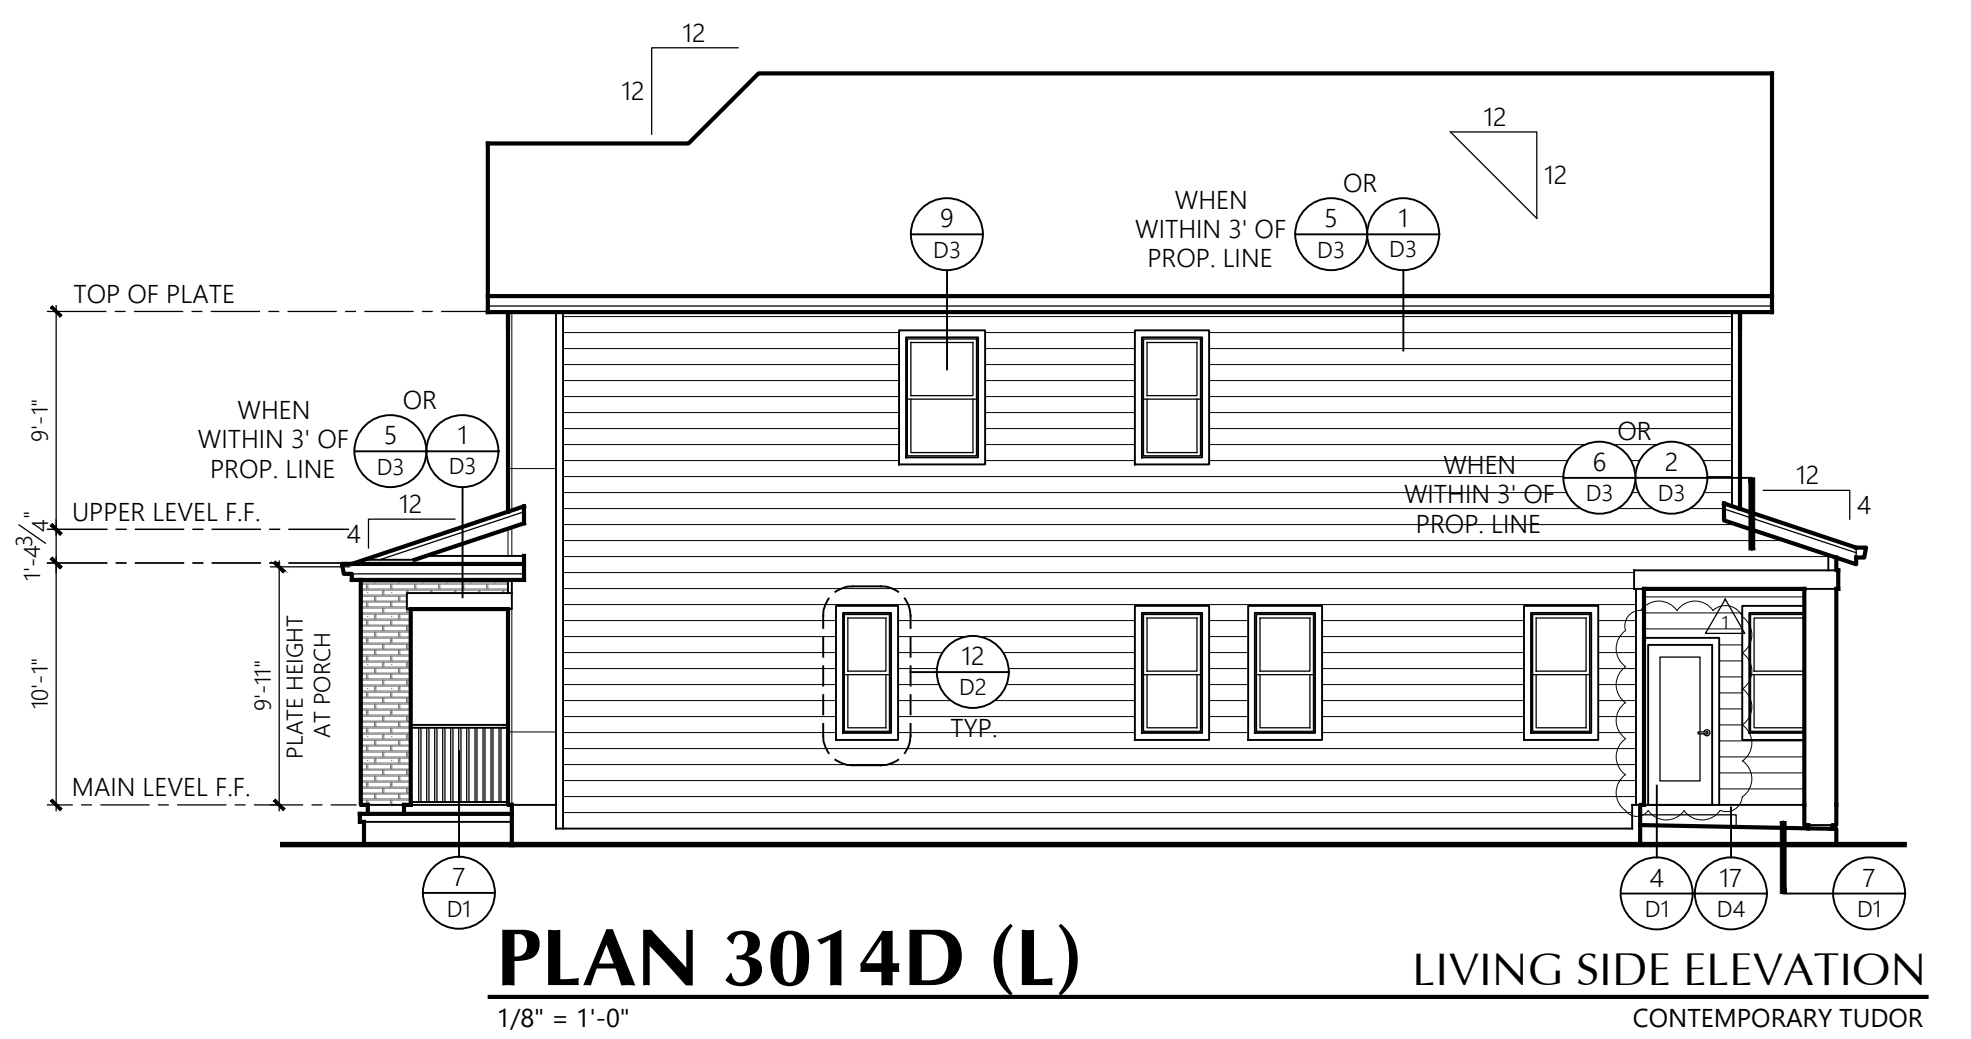 12
12
12
12
OR
WHEN
WITHIN 3' OF
PROP. LINE
5
D3
1
D3
9
D3
TOP OF PLATE
9'-1"
OR
WHEN
WITHIN 3' OF
PROP. LINE
5
D3
1
D3
OR
WHEN
WITHIN 3' OF
PROP. LINE
6
D3
2
D3
12
4
UPPER LEVEL F.F.
12
4
1'-43/4"
10'-1"
9'-11"
PLATE HEIGHT
AT PORCH
12
D2
TYP.
1
MAIN LEVEL F.F.
7
D1
4
D1
17
D4
7
D1
PLAN 3014D (L)
LIVING SIDE ELEVATION
1/8" = 1'-0"
CONTEMPORARY TUDOR